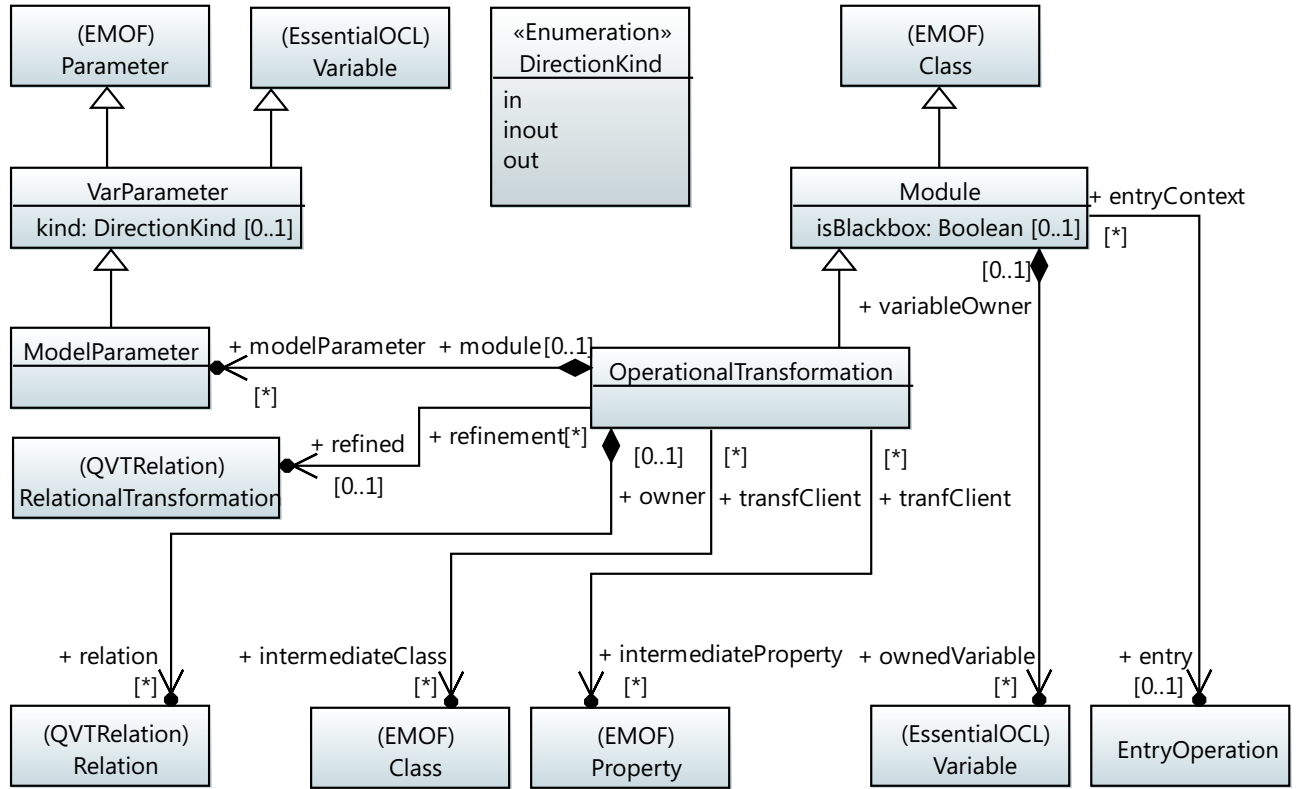 (EMOF)
Parameter
(EssentialOCL)
Variable
«Enumeration»
DirectionKind
in
inout
out
(EMOF)
Class
VarParameter
kind: DirectionKind [0..1]
Module
isBlackbox: Boolean [0..1]
+ entryContext
[*]
[0..1]
+ variableOwner
ModelParameter
+ modelParameter
[*]
+ module[0..1]
OperationalTransformation
(QVTRelation)
RelationalTransformation
+ refined
[0..1]
+ refinement[*]
[0..1]
+ owner
[*]
+ transfClient
[*]
+ tranfClient
+ relation
[*]
+ intermediateClass
[*]
+ intermediateProperty
[*]
+ ownedVariable
[*]
+ entry
[0..1]
(QVTRelation)
Relation
(EMOF)
Class
(EMOF)
Property
(EssentialOCL)
Variable
EntryOperation